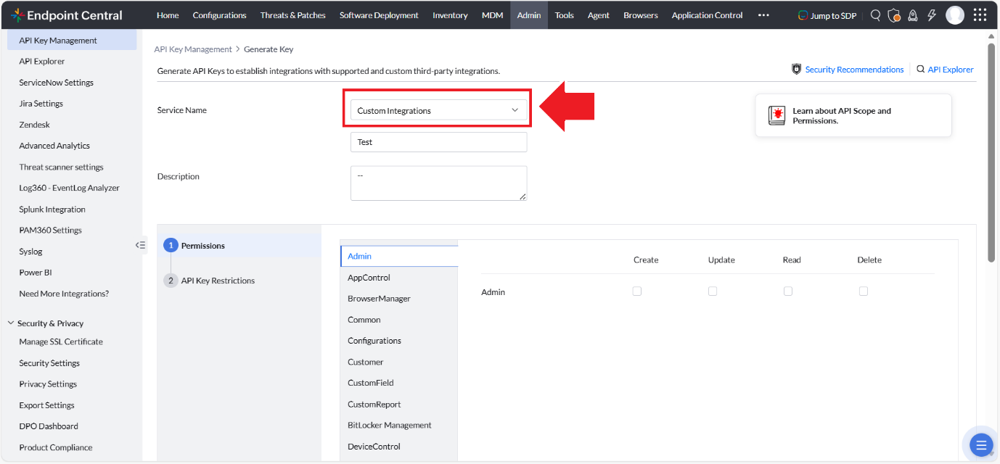 Endpoint Central
Home Configurations Threats & Patches Software Deployment Inventory MDM Admin Tools Agent Browsers Application Control Jump to SDP
API Key Management
API Explorer
ServiceNow Settings
Jira Settings
Zendesk
Advanced Analytics
Threat scanner settings
Log360 - EventLog Analyzer
Splunk Integration
PAM360 Settings
Syslog
Power BI
Need More Integrations?
Security & Privacy
Manage SSL Certificate
Security Settings
Privacy Settings
Export Settings
DPO Dashboard
Product Compliance
API Key Management > Generate Key
Generate API Keys to establish integrations with supported and custom third-party integrations.
Security Recommendations
API Explorer
Service Name
Custom Integrations
Test
Learn about API Scope and
Permissions.
Description
--
1 Permissions
2 API Key Restrictions
Admin
AppControl
BrowserManager
Common
Configurations
Customer
CustomField
CustomReport
BitLocker Management
DeviceControl
Create Update Read Delete
Admin